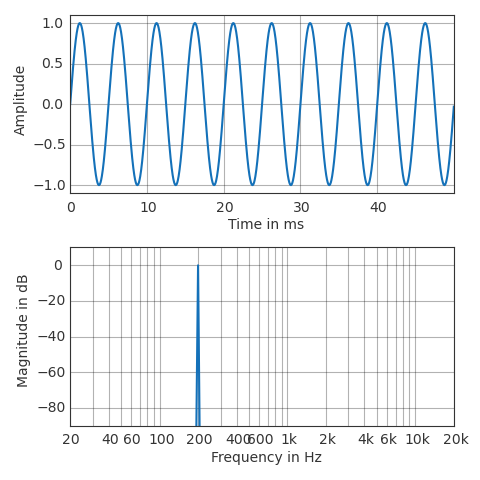 1.0
0.5
0.0
−0.5
−1.0
Amplitude
0 10 20 30 40
Time in ms
0
−20
−40
−60
−80
Magnitude in dB
20 40 60 100 200 400 600 1k 2k 4k 6k 10k 20k
Frequency in Hz